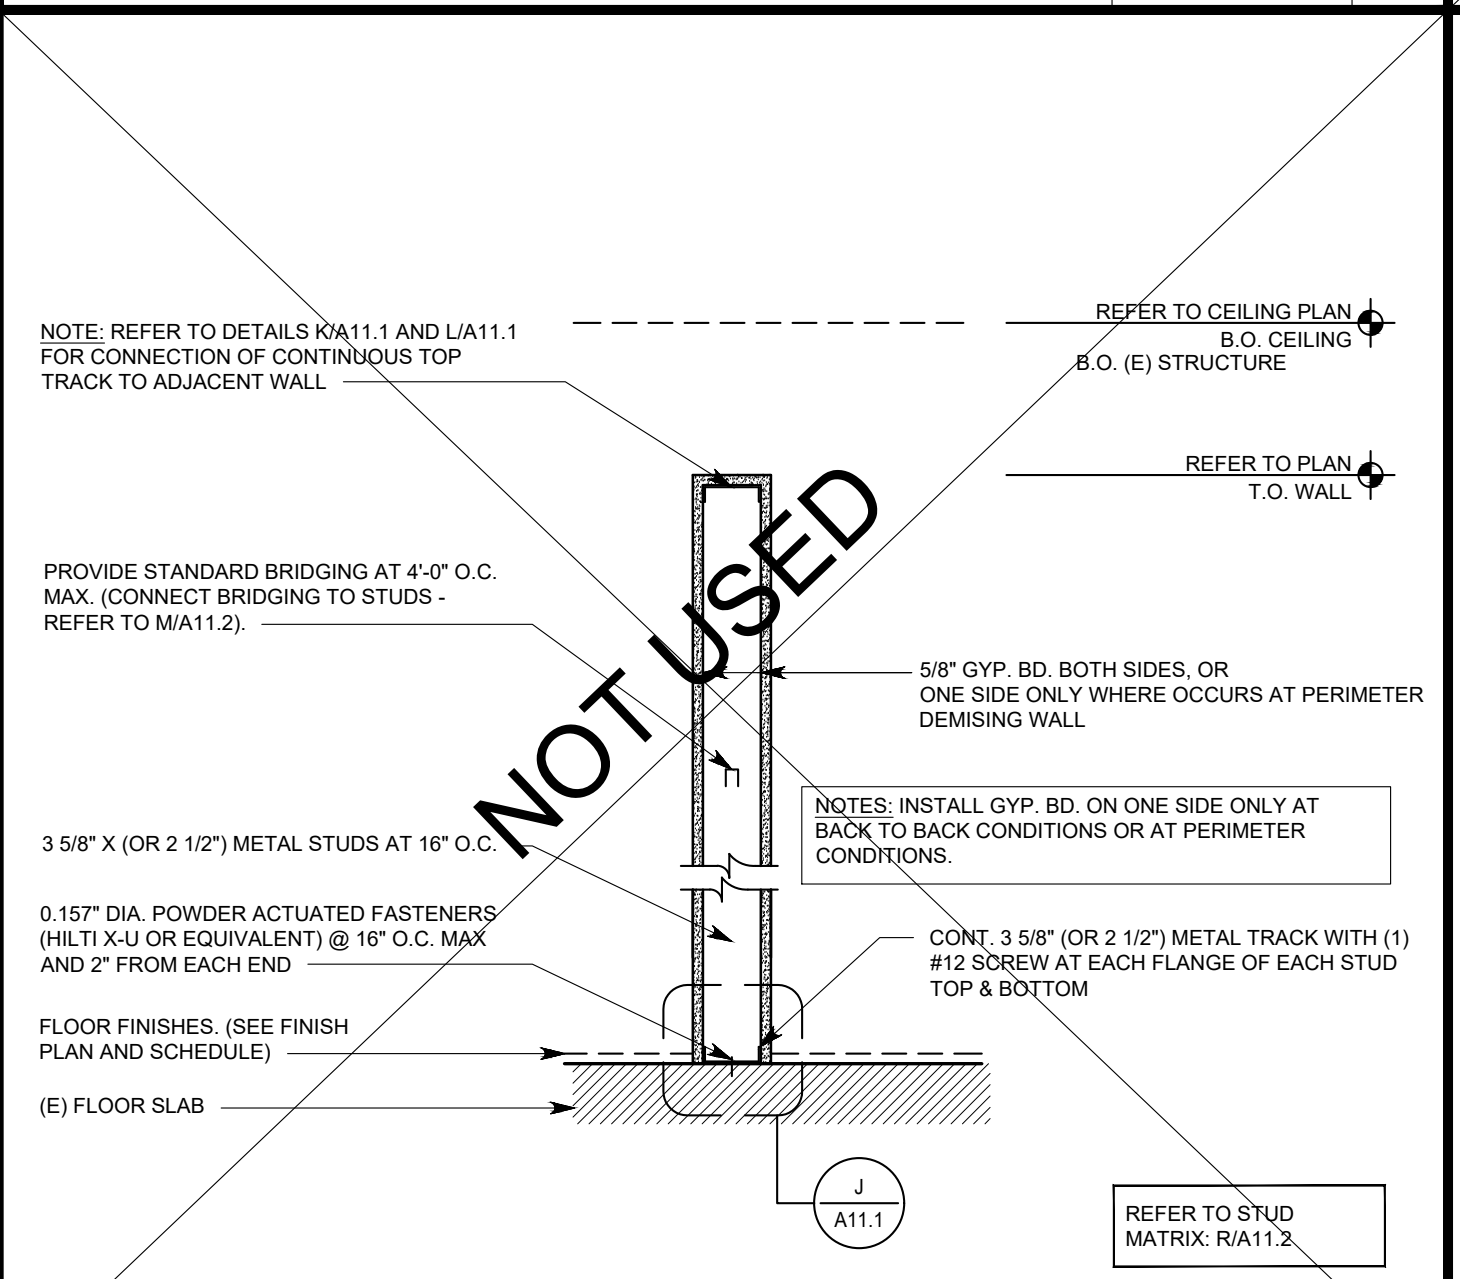 REFER TO CEILING PLAN
B.O. CEILING
B.O. (E) STRUCTURE
NOTE: REFER TO DETAILS K/A11.1 AND L/A11.1
FOR CONNECTION OF CONTINUOUS TOP
TRACK TO ADJACENT WALL
REFER TO PLAN
T.O. WALL
NOT USED
PROVIDE STANDARD BRIDGING AT 4'-0" O.C.
MAX. (CONNECT BRIDGING TO STUDS -
REFER TO M/A11.2).
5/8" GYP. BD. BOTH SIDES, OR
ONE SIDE ONLY WHERE OCCURS AT PERIMETER
DEMISING WALL
NOTES: INSTALL GYP. BD. ON ONE SIDE ONLY AT
BACK TO BACK CONDITIONS OR AT PERIMETER
CONDITIONS.
3 5/8" X (OR 2 1/2") METAL STUDS AT 16" O.C.
0.157" DIA. POWDER ACTUATED FASTENERS
(HILTI X-U OR EQUIVALENT) @ 16" O.C. MAX
AND 2" FROM EACH END
CONT. 3 5/8" (OR 2 1/2") METAL TRACK WITH (1)
#12 SCREW AT EACH FLANGE OF EACH STUD
TOP & BOTTOM
FLOOR FINISHES. (SEE FINISH
PLAN AND SCHEDULE)
(E) FLOOR SLAB
J
A11.1
REFER TO STUD
MATRIX: R/A11.2